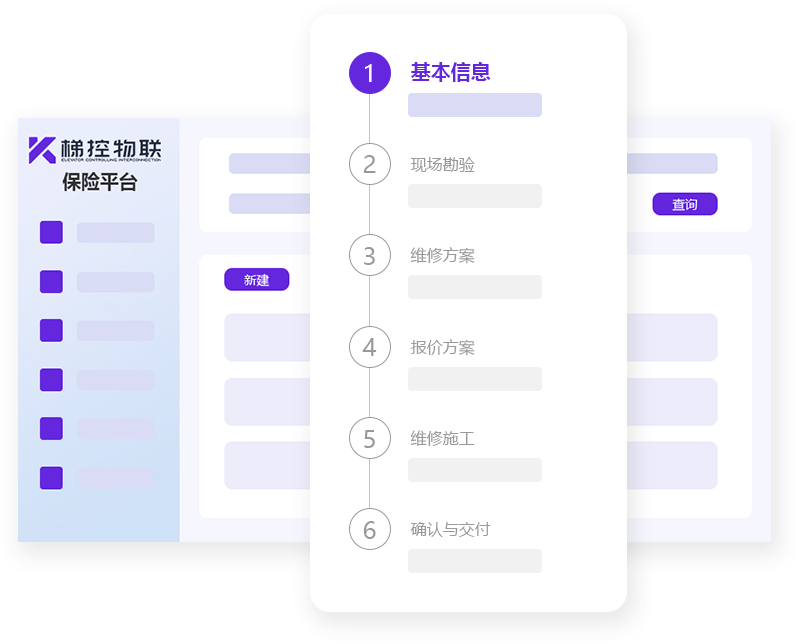 梯控物联
ELEVATOR CONTROLLING INTERCONNECTION
保险平台
查询
新建
1 基本信息
2 现场勘验
3 维修方案
4 报价方案
5 维修施工
6 确认与交付